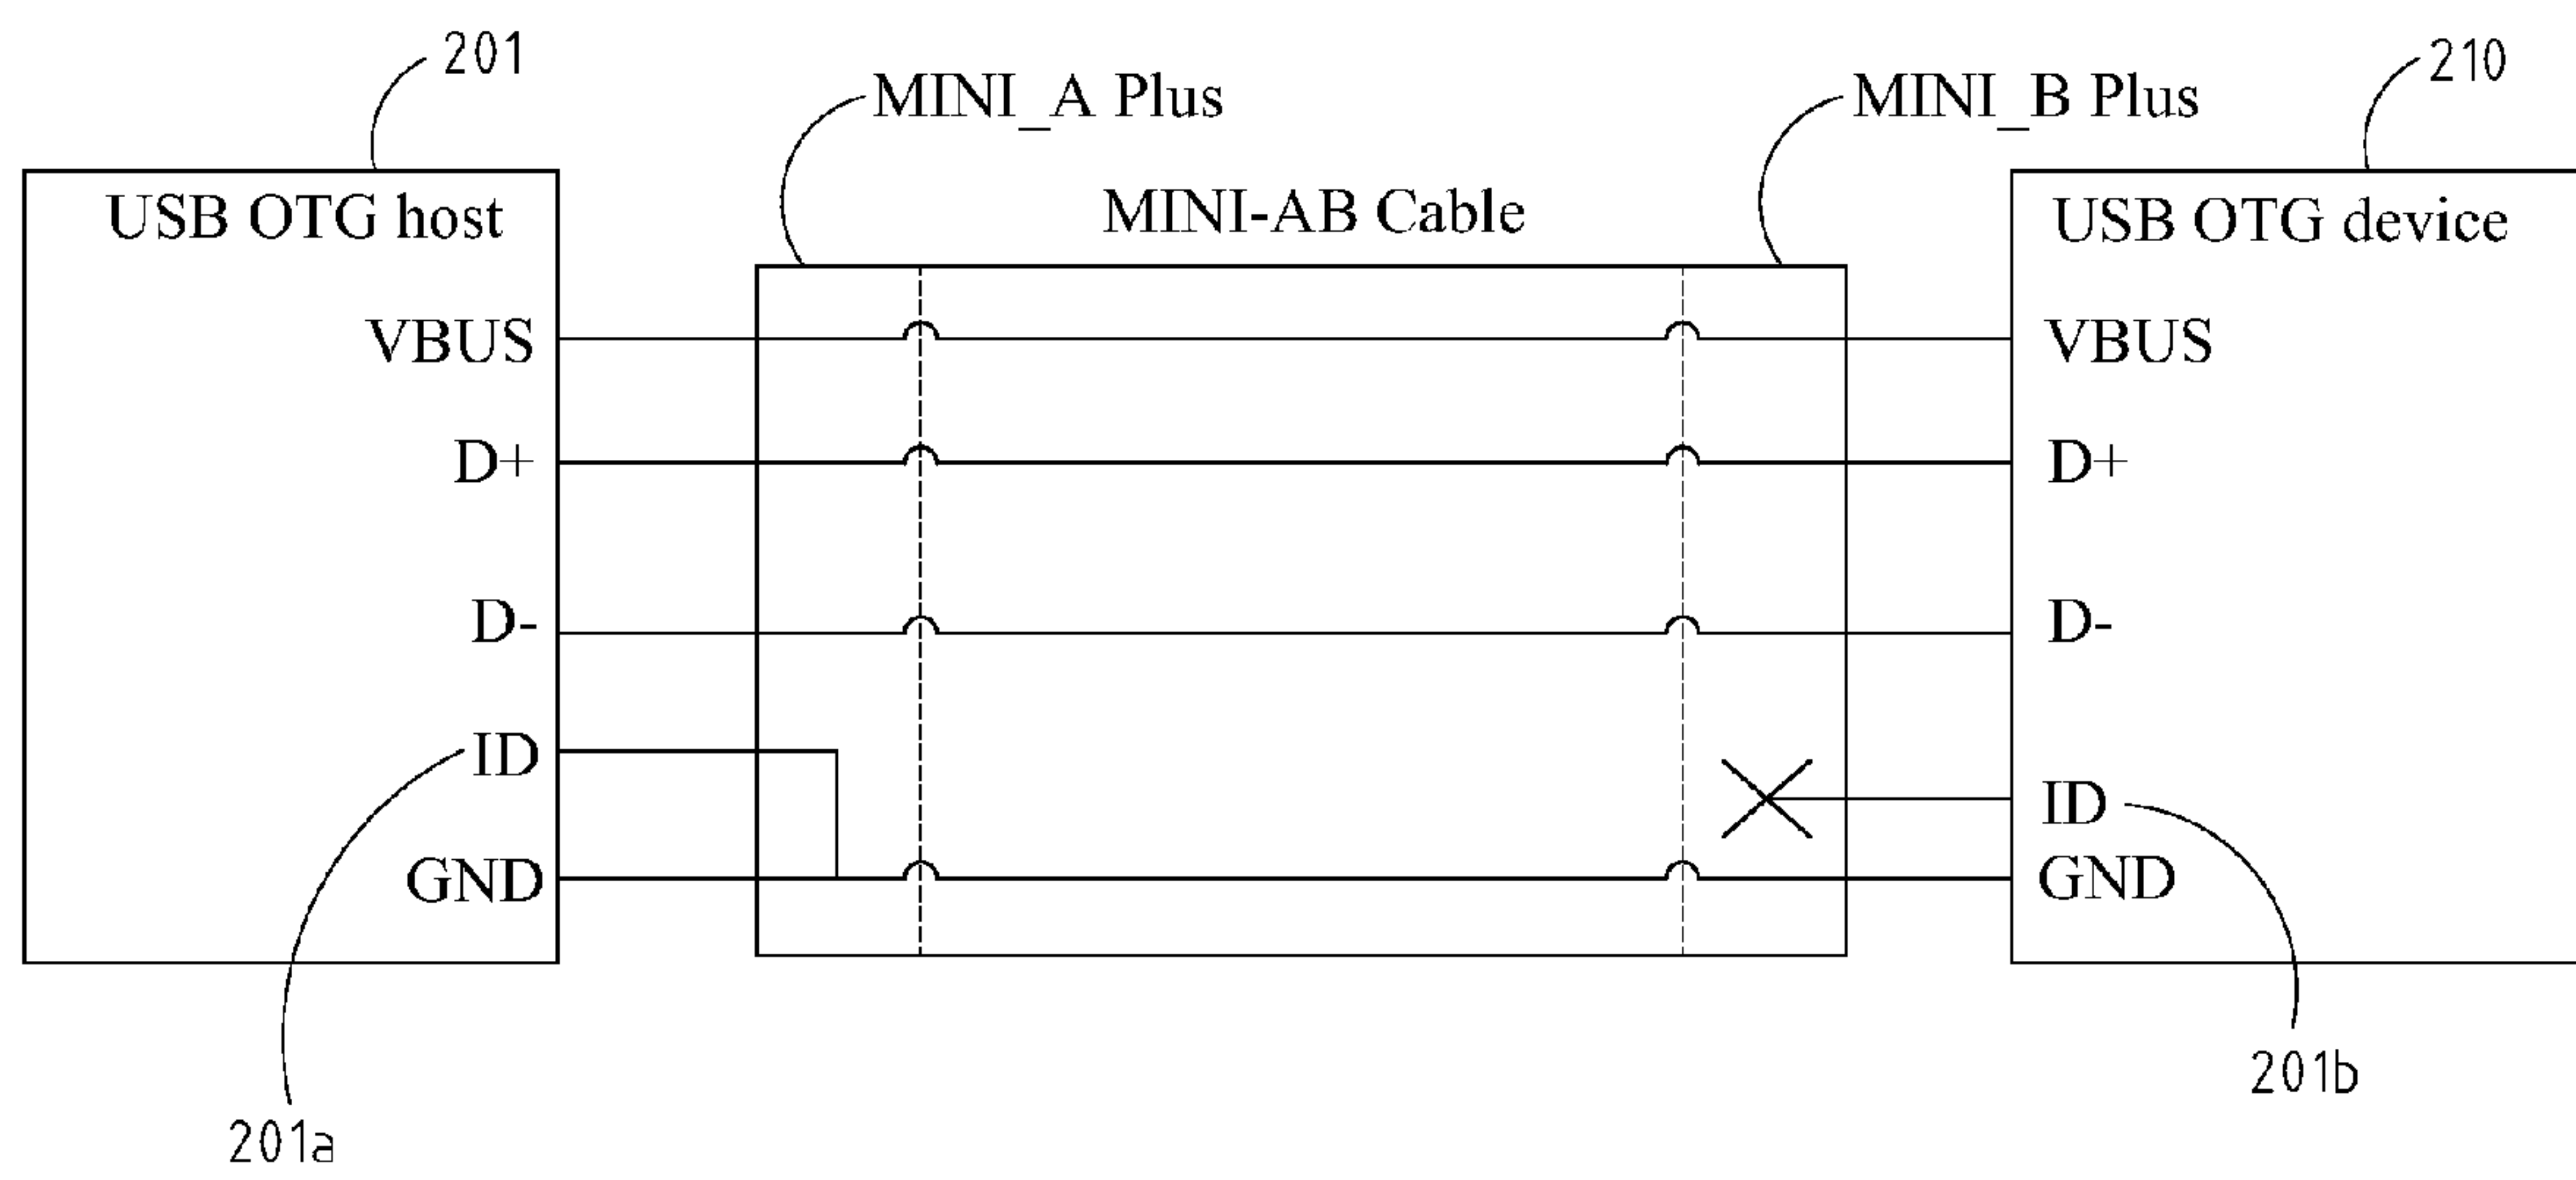 201
MINI_A Plus
MINI_B Plus
210
USB OTG host
MINI-AB Cable
USB OTG device
VBUS
VBUS
D+
D+
D-
D-
ID
ID
GND
GND
201a
201b